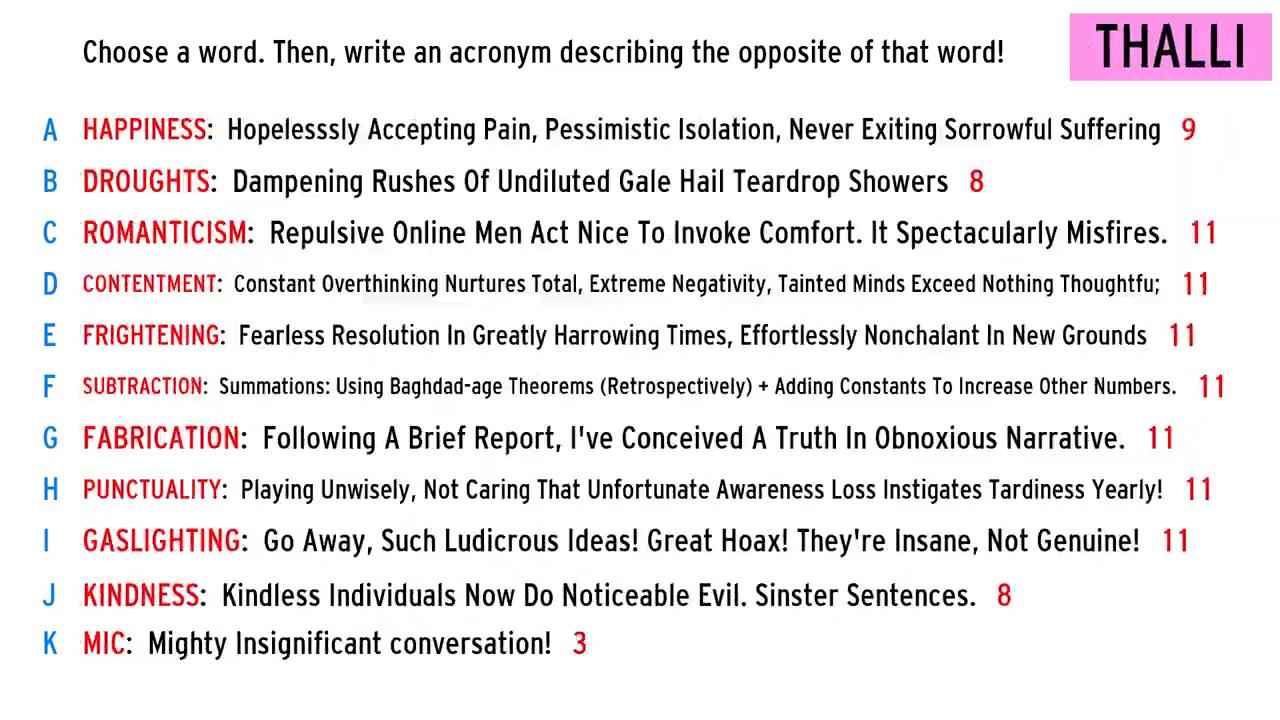 Choose a word. Then, write an acronym describing the opposite of that word!
THALLI
A HAPPINESS: Hopelesssly Accepting Pain, Pessimistic Isolation, Never Exiting Sorrowful Suffering 9
B DROUGHTS: Dampening Rushes Of Undiluted Gale Hail Teardrop Showers 8
C ROMANTICISM: Repulsive Online Men Act Nice To Invoke Comfort. It Spectacularly Misfires. 11
D CONTENTMENT: Constant Overthinking Nurtures Total, Extreme Negativity, Tainted Minds Exceed Nothing Thoughtfu; 11
E FRIGHTENING: Fearless Resolution In Greatly Harrowing Times, Effortlessly Nonchalant In New Grounds 11
F SUBTRACTION: Summations: Using Baghdad-age Theorems (Retrospectively) + Adding Constants To Increase Other Numbers. 11
G FABRICATION: Following A Brief Report, I've Conceived A Truth In Obnoxious Narrative. 11
H PUNCTUALITY: Playing Unwisely, Not Caring That Unfortunate Awareness Loss Instigates Tardiness Yearly! 11
I GASLIGHTING: Go Away, Such Ludicrous Ideas! Great Hoax! They're Insane, Not Genuine! 11
J KINDNESS: Kindless Individuals Now Do Noticeable Evil. Sinster Sentences. 8
K MIC: Mighty Insignificant conversation! 3